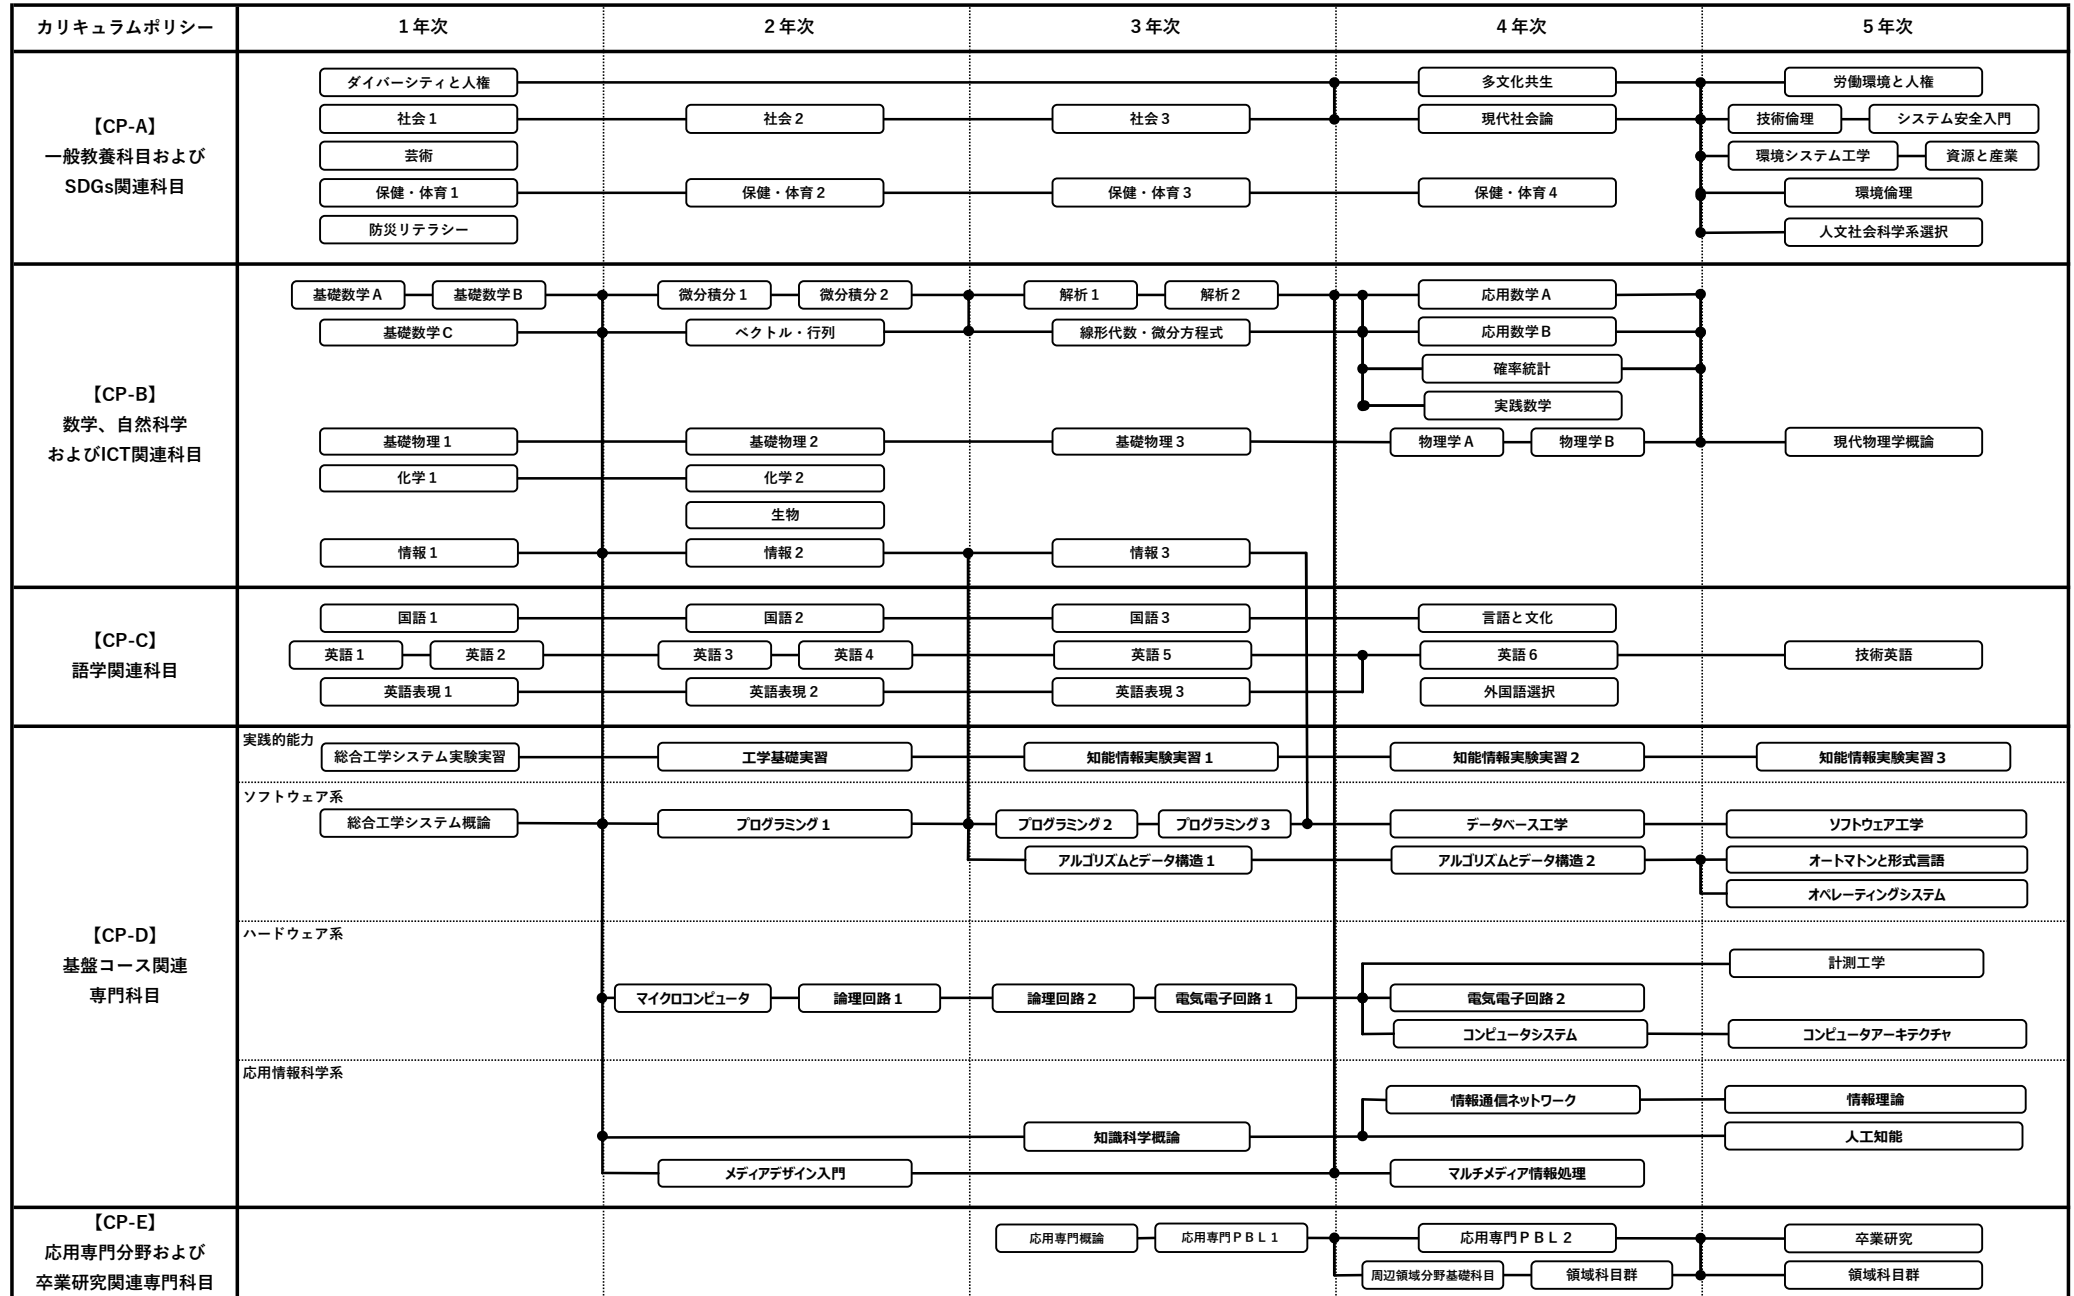 カリキュラムポリシー 1年次 2年次 3年次 4年次 5年次
【CP-A】
一般教養科目および
SDGs関連科目
ダイバーシティと人権 多文化共生 労働環境と人権
社会1 社会2 社会3 現代社会論 技術倫理 システム安全入門
芸術 環境システム工学 資源と産業
保健・体育1 保健・体育2 保健・体育3 保健・体育4 環境倫理
防災リテラシー 人文社会科学系選択
【CP-B】
数学、自然科学
およびICT関連科目
基礎数学A 基礎数学B 微分積分1 微分積分2 解析1 解析2 応用数学A
基礎数学C ベクトル・行列 線形代数・微分方程式 応用数学B
確率統計
実践数学
基礎物理1 基礎物理2 基礎物理3 物理学A 物理学B 現代物理学概論
化学1 化学2
生物
情報1 情報2 情報3
【CP-C】
語学関連科目
国語1 国語2 国語3 言語と文化
英語1 英語2 英語3 英語4 英語5 英語6 技術英語
英語表現1 英語表現2 英語表現3 外国語選択
【CP-D】
基盤コース関連
専門科目
実践的能力
総合工学システム実験実習 工学基礎実習 知能情報実験実習1 知能情報実験実習2 知能情報実験実習3
ソフトウェア系
総合工学システム概論 プログラミング1 プログラミング2 プログラミング3 データベース工学 ソフトウェア工学
アルゴリズムとデータ構造1 アルゴリズムとデータ構造2 オートマトンと形式言語
オペレーティングシステム
ハードウェア系
計測工学
マイクロコンピュータ 論理回路1 論理回路2 電気電子回路1 電気電子回路2
コンピュータシステム コンピュータアーキテクチャ
応用情報科学系
情報通信ネットワーク 情報理論
知識科学概論 人工知能
メディアデザイン入門 マルチメディア情報処理
【CP-E】
応用専門分野および
卒業研究関連専門科目
応用専門概論 応用専門PBL1 応用専門PBL2 卒業研究
周辺領域分野基礎科目 領域科目群 領域科目群